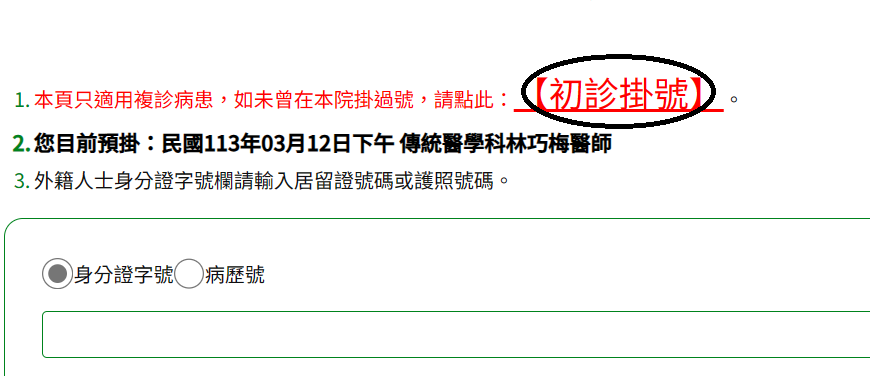 1. 本頁只適用複診病患，如未曾在本院掛過號，請點此：【初診掛號】。
2. 您目前預掛：民國113年03月12日下午 傳統醫學科林巧梅醫師
3. 外籍人士身分證字號欄請輸入居留證號碼或護照號碼。
身分證字號 病歷號